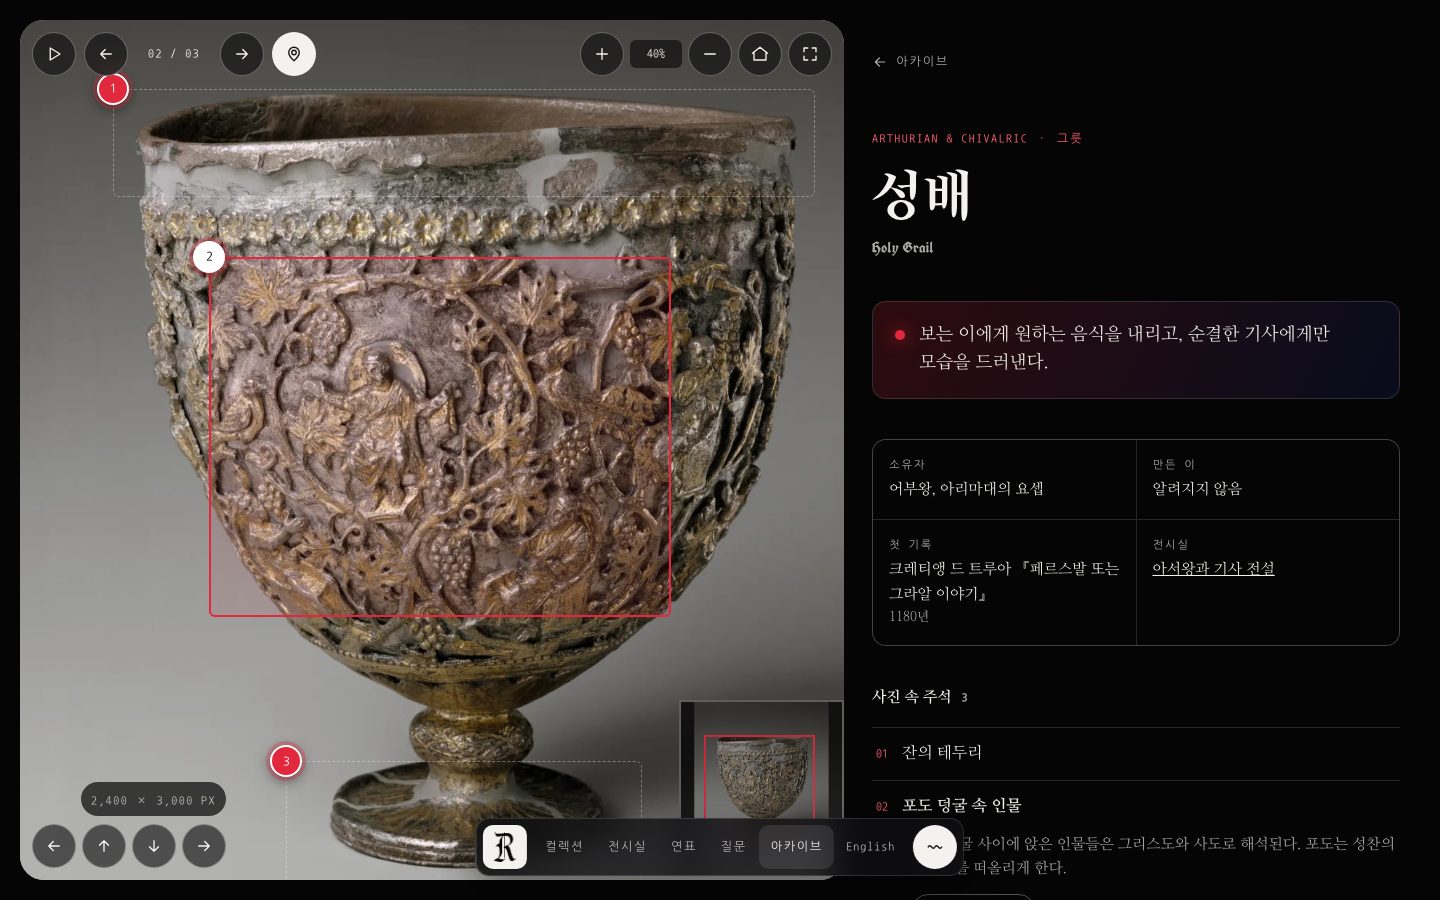 02 / 03
40%
1
2
3
2,400 × 3,000 PX
← 아카이브
ARTHURIAN & CHIVALRIC · 그릇
성배
Holy Grail
보는 이에게 원하는 음식을 내리고, 순결한 기사에게만
모습을 드러낸다.
소유자
어부왕, 아리마대의 요셉
만든 이
알려지지 않음
첫 기록
크레티앵 드 트루아 『페르스발 또는
그라알 이야기』
1180년
전시실
아서왕과 기사 전설
사진 속 주석 3
01 잔의 테두리
02 포도 덩굴 속 인물
사이에 앉은 인물들은 그리스도와 사도로 해석된다. 포도는 성찬의
떠올리게 한다.
R 컬렉션 전시실 연표 질문 아카이브 English